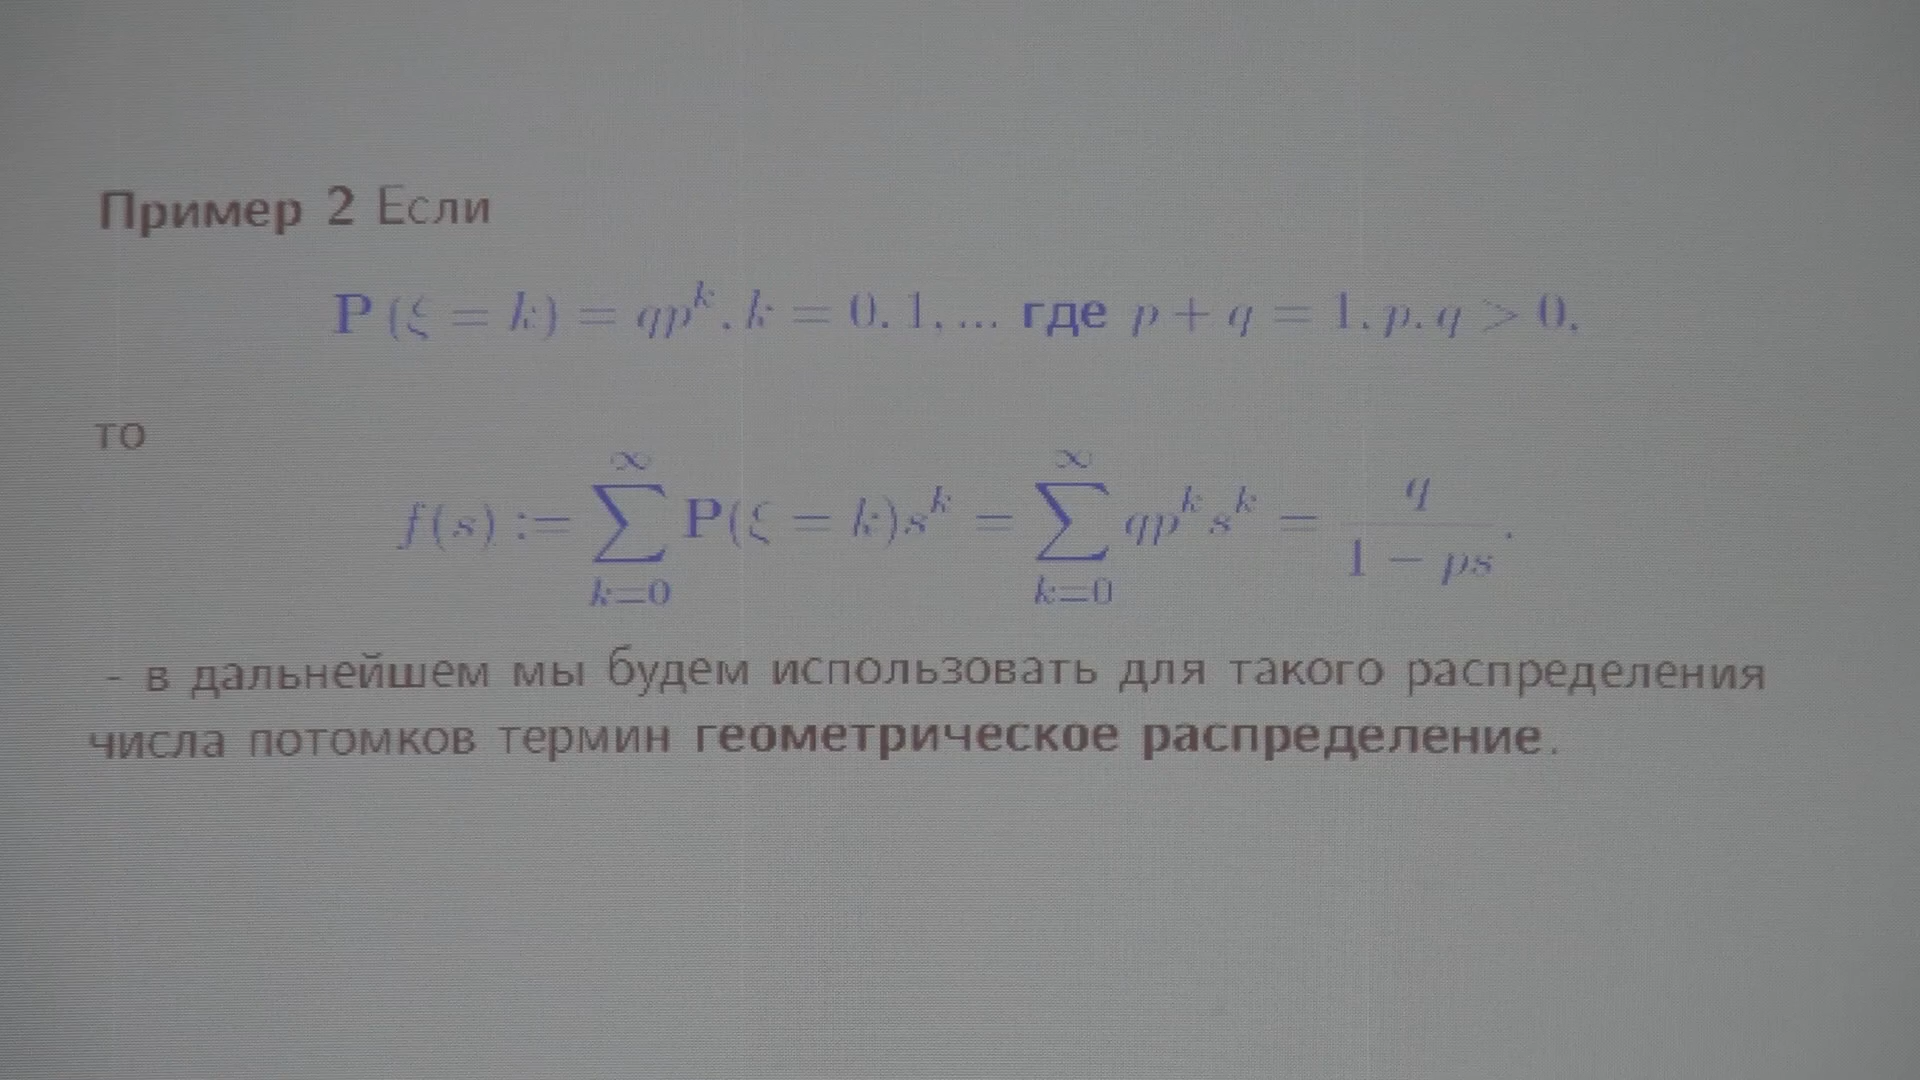 Пример 2 Если
P (ξ = k) = qp^k, k = 0, 1, ... где p + q = 1, p, q > 0,
то
f(s) := ∑_{k=0}^{∞} P(ξ = k)s^k = ∑_{k=0}^{∞} qp^k s^k = q / (1 − ps).
- в дальнейшем мы будем использовать для такого распределения
числа потомков термин геометрическое распределение.